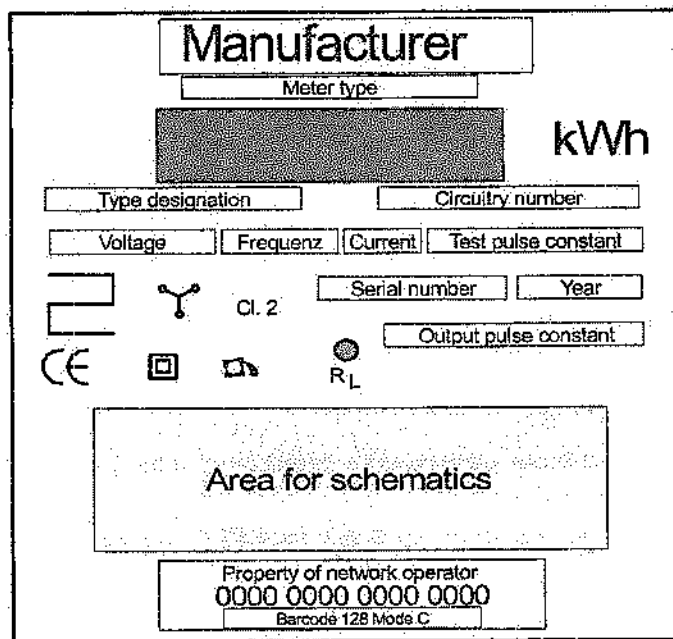 Manufacturer
Meter type
kWh
Type designation Circuitry number
Voltage Frequenz Current Test pulse constant
Cl. 2 Serial number Year
Output pulse constant
CE RL
Area for schematics
Property of network operator
0000 0000 0000 0000
Barcode 128 Mode C